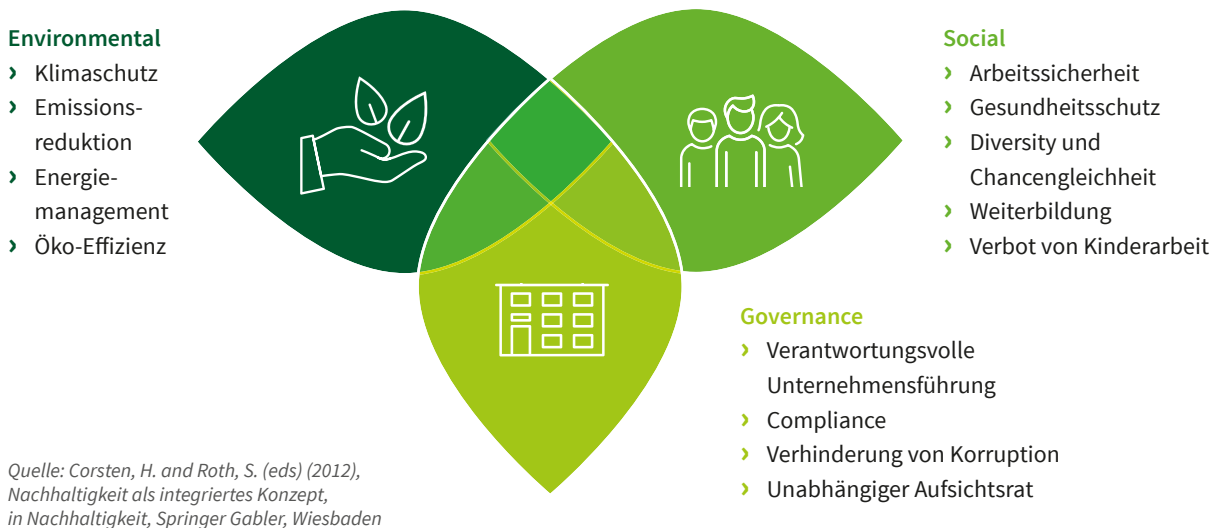 Environmental
› Klimaschutz
› Emissions-
reduktion
› Energie-
management
› Öko-Effizienz
Social
› Arbeitssicherheit
› Gesundheitsschutz
› Diversity und
Chancengleichheit
› Weiterbildung
› Verbot von Kinderarbeit
Governance
› Verantwortungsvolle
Unternehmensführung
› Compliance
› Verhinderung von Korruption
› Unabhängiger Aufsichtsrat
Quelle: Corsten, H. and Roth, S. (eds) (2012),
Nachhaltigkeit als integriertes Konzept,
in Nachhaltigkeit, Springer Gabler, Wiesbaden